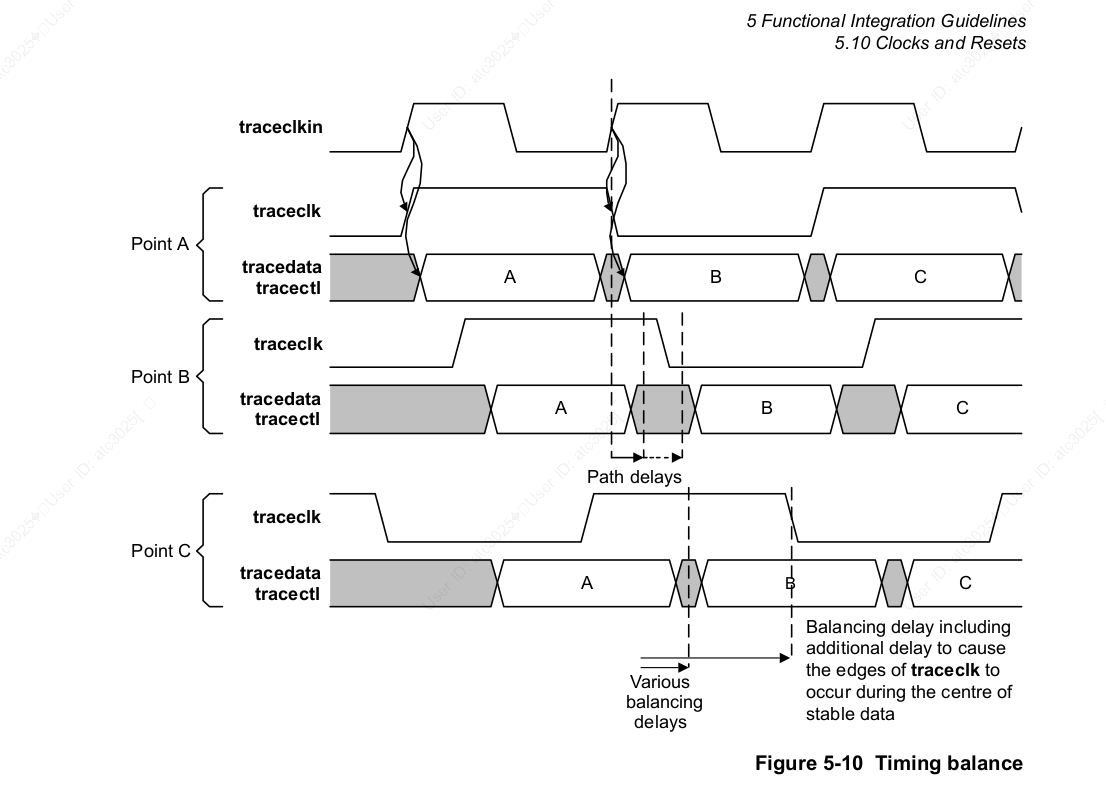 5 Functional Integration Guidelines
5.10 Clocks and Resets
traceclkin
Point A
traceclk
tracedata
tracectl
A
B
C
Point B
traceclk
tracedata
tracectl
A
B
C
Path delays
Point C
traceclk
tracedata
tracectl
A
B
C
Various
balancing
delays
Balancing delay including
additional delay to cause
the edges of traceclk to
occur during the centre of
stable data
Figure 5-10 Timing balance